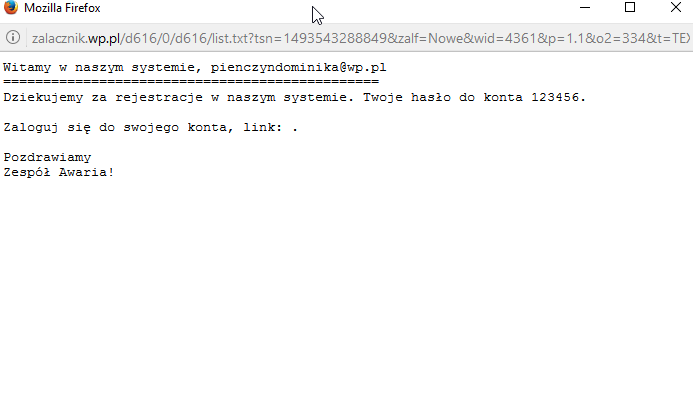 Mozilla Firefox
zalacznik.wp.pl/d616/0/d616/list.txt?tsn=1493543288849&zalf=Nowe&wid=4361&p=1.1&o2=334&t=TEX
Witamy w naszym systemie, pienczyndominika@wp.pl
===============================================
Dziekujemy za rejestracje w naszym systemie. Twoje hasło do konta 123456.
Zaloguj się do swojego konta, link: .
Pozdrawiamy
Zespół Awaria!